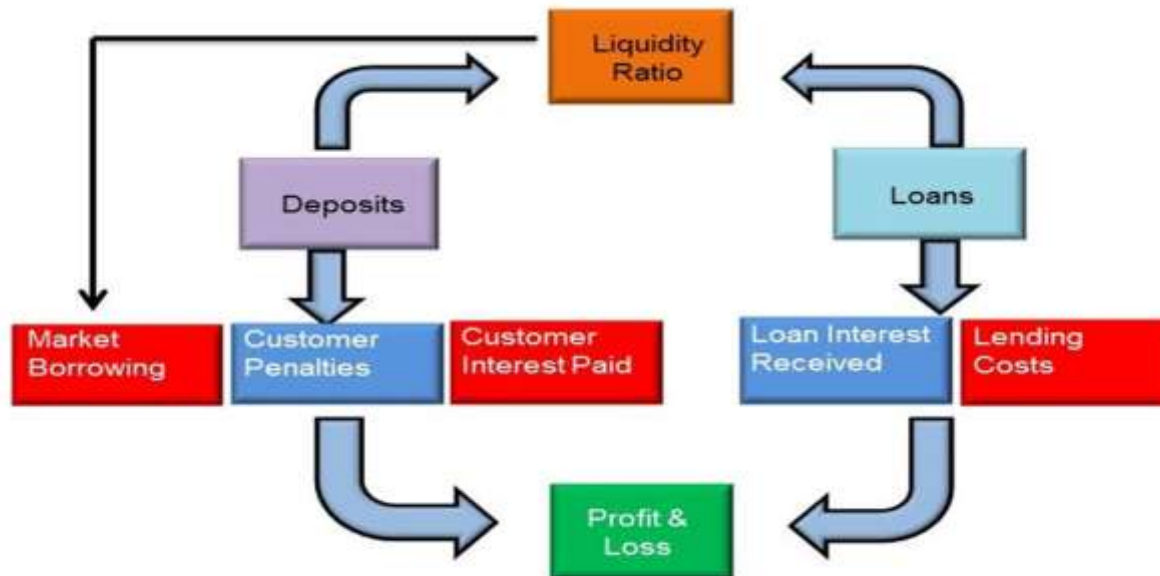 Liquidity
Ratio
Deposits
Loans
Market
Borrowing
Customer
Penalties
Customer
Interest Paid
Loan Interest
Received
Lending
Costs
Profit &
Loss